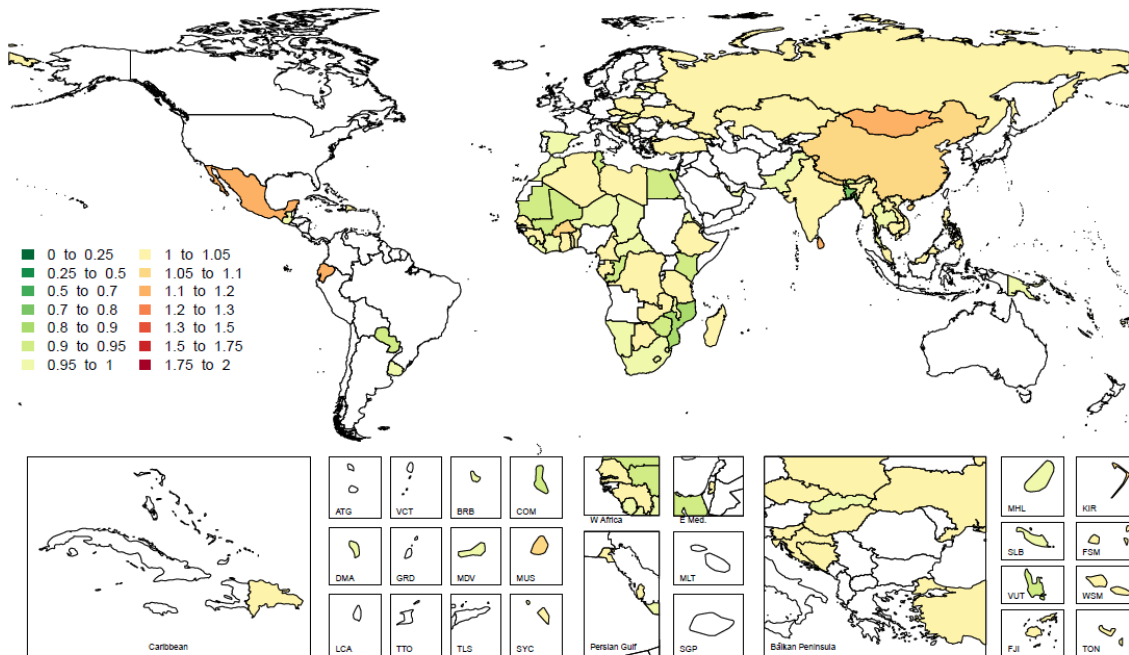 0 to 0.25
0.25 to 0.5
0.5 to 0.7
0.7 to 0.8
0.8 to 0.9
0.9 to 0.95
0.95 to 1
1 to 1.05
1.05 to 1.1
1.1 to 1.2
1.2 to 1.3
1.3 to 1.5
1.5 to 1.75
1.75 to 2
Caribbean
ATG
VCT
BRB
COM
DMA
GRD
MDV
MUS
LCA
TTO
TLS
SYC
W Africa
E Med.
Persian Gulf
MLT
SGP
Balkan Peninsula
MHL
KIR
SLB
FSM
VUT
WSM
FJI
TON